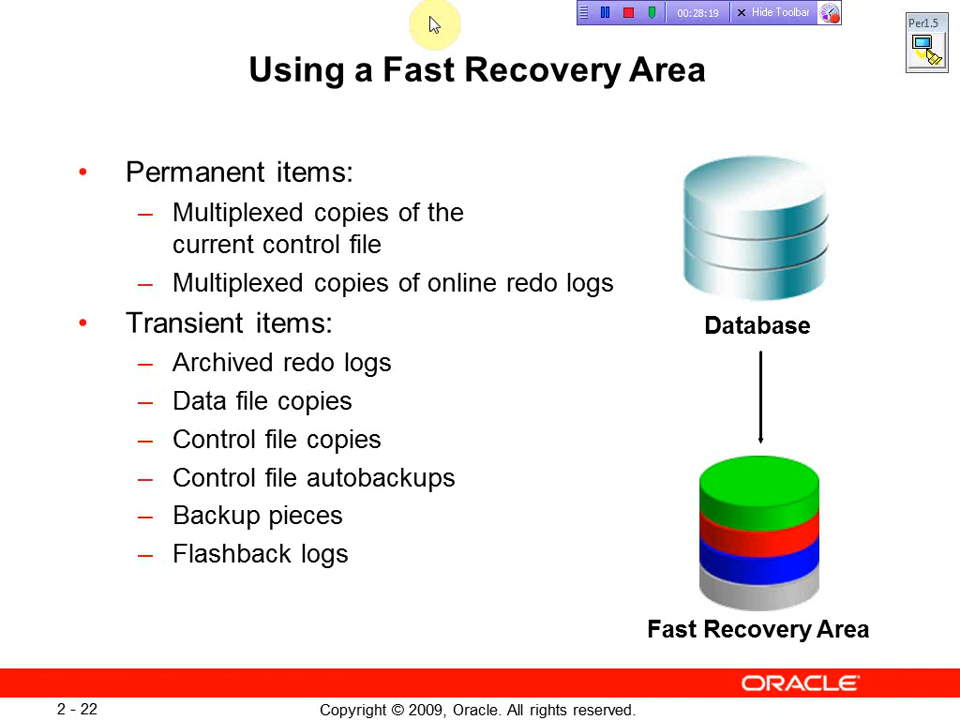 00:28:19 × Hide Toolbar
Per1.5
Using a Fast Recovery Area
• Permanent items:
– Multiplexed copies of the
current control file
– Multiplexed copies of online redo logs
• Transient items:
– Archived redo logs
– Data file copies
– Control file copies
– Control file autobackups
– Backup pieces
– Flashback logs
Database
Fast Recovery Area
ORACLE
2 - 22
Copyright © 2009, Oracle. All rights reserved.